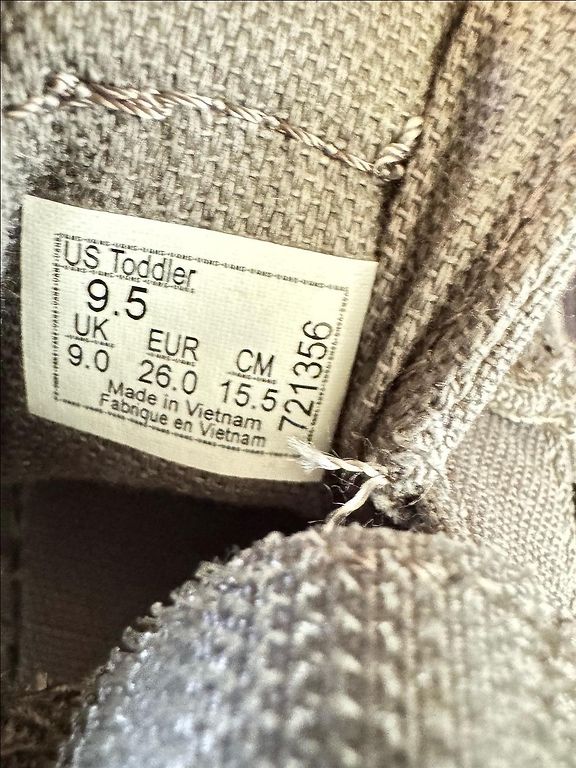 US Toddler
9.5
UK EUR CM
9.0 26.0 15.5
Made in Vietnam
Fabrique en Vietnam
721356